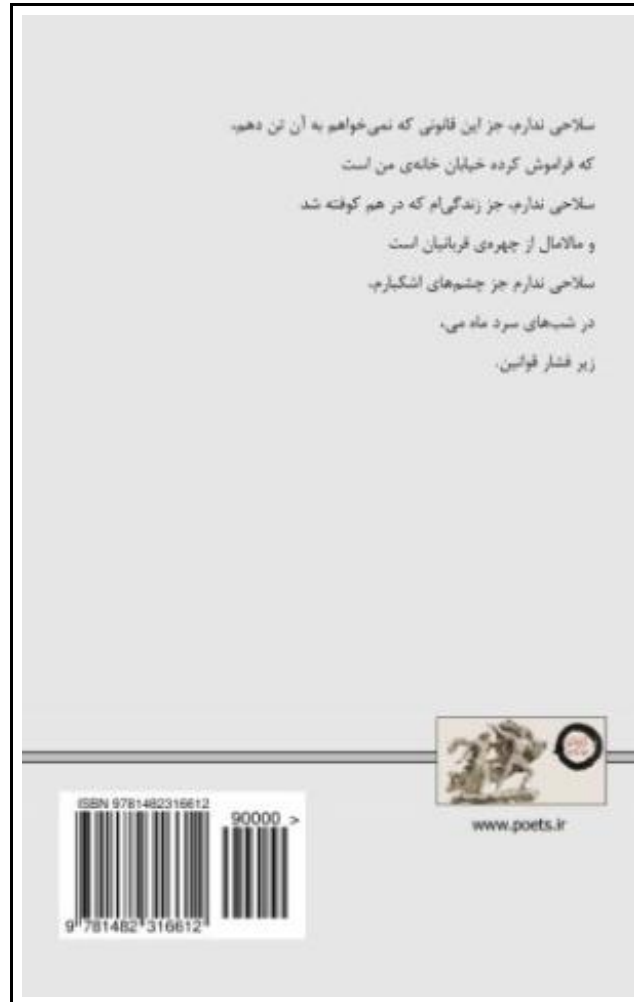 سلاحی ندارم، جز این قانونی که نمی‌خواهم به آن تن دهم،
که فراموش کرده خیابان خانه‌ی من است
سلاحی ندارم، جز زندگی‌ام که در هم کوفته شد
و مالامال از چهره‌ی قربانیان است
سلاحی ندارم جز چشم‌های اشکبارم،
در شب‌های سرد ماه می،
زیر فشار قوانین.
www.poets.ir
ISBN 9781482316612
90000 >
9 781482 316612